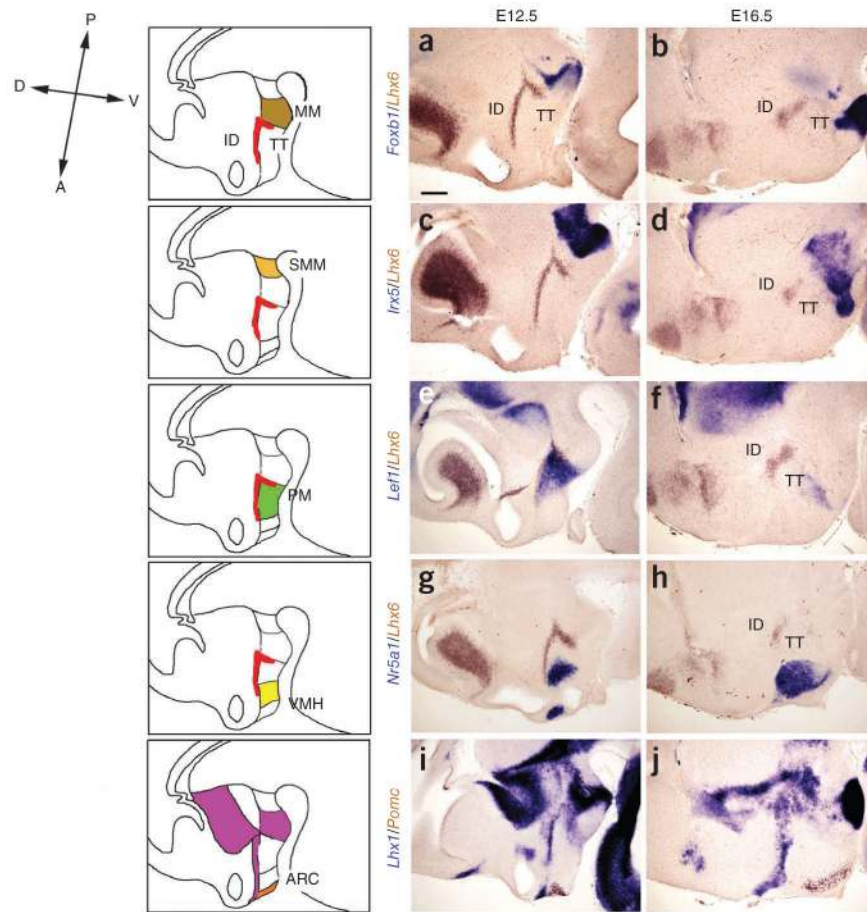 E12.5 E16.5
P
D V
A
MM
ID TT
Foxb1/Lhx6
a ID TT
b ID TT
SMM
Irx5/Lhx6
c
d ID TT
PM
Lef1/Lhx6
e
f ID TT
VMH
Nr5a1/Lhx6
g
h ID TT
ARC
Lhx1/Pomc
i
j